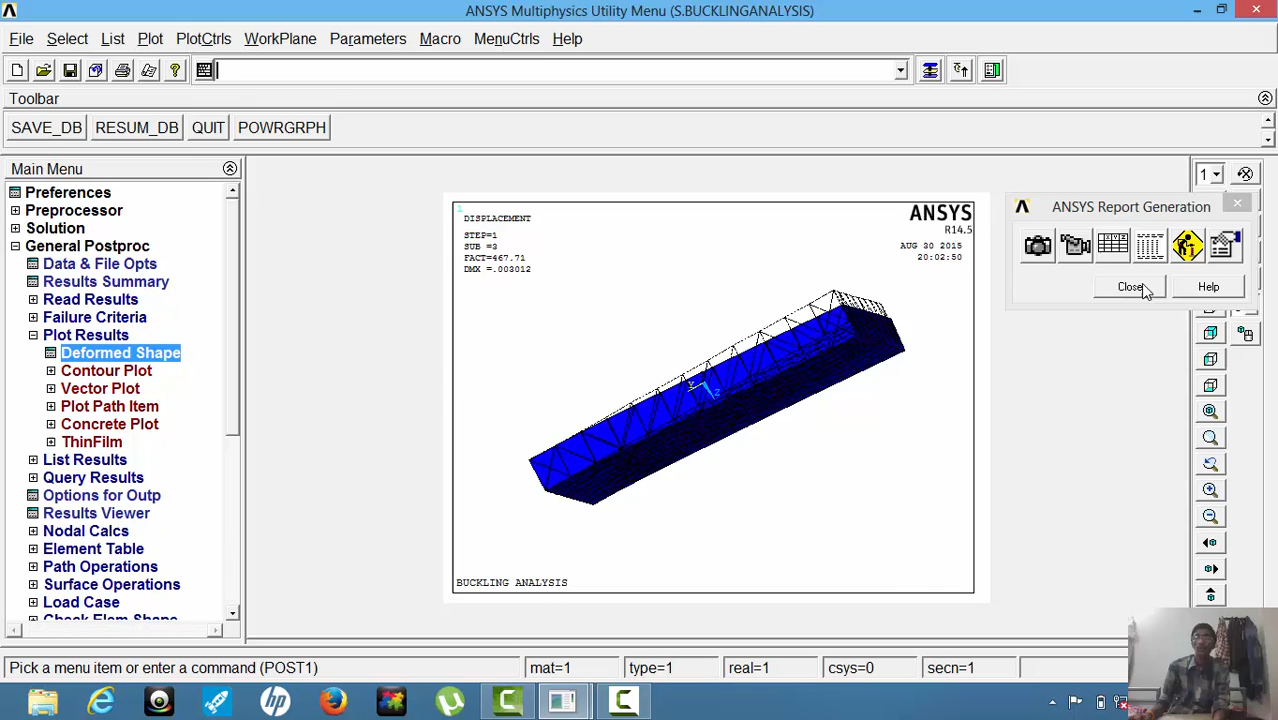 ANSYS Multiphysics Utility Menu (S.BUCKLINGANALYSIS)
File Select List Plot PlotCtrls WorkPlane Parameters Macro MenuCtrls Help
Toolbar
SAVE_DB RESUM_DB QUIT POWRGRPH
Main Menu
Preferences
Preprocessor
Solution
General Postproc
Data & File Opts
Results Summary
Read Results
Failure Criteria
Plot Results
Deformed Shape
Contour Plot
Vector Plot
Plot Path Item
Concrete Plot
ThinFilm
List Results
Query Results
Options for Outp
Results Viewer
Nodal Calcs
Element Table
Path Operations
Surface Operations
Load Case
Check Elem Shape
1
DISPLACEMENT
STEP=1
SUB =3
FACT=467.71
DMX =.003012
ANSYS
R14.5
AUG 30 2015
20:02:50
Y
Z
BUCKLING ANALYSIS
1
ANSYS Report Generation
Close Help
Pick a menu item or enter a command (POST1) mat=1 type=1 real=1 csys=0 secn=1
hp